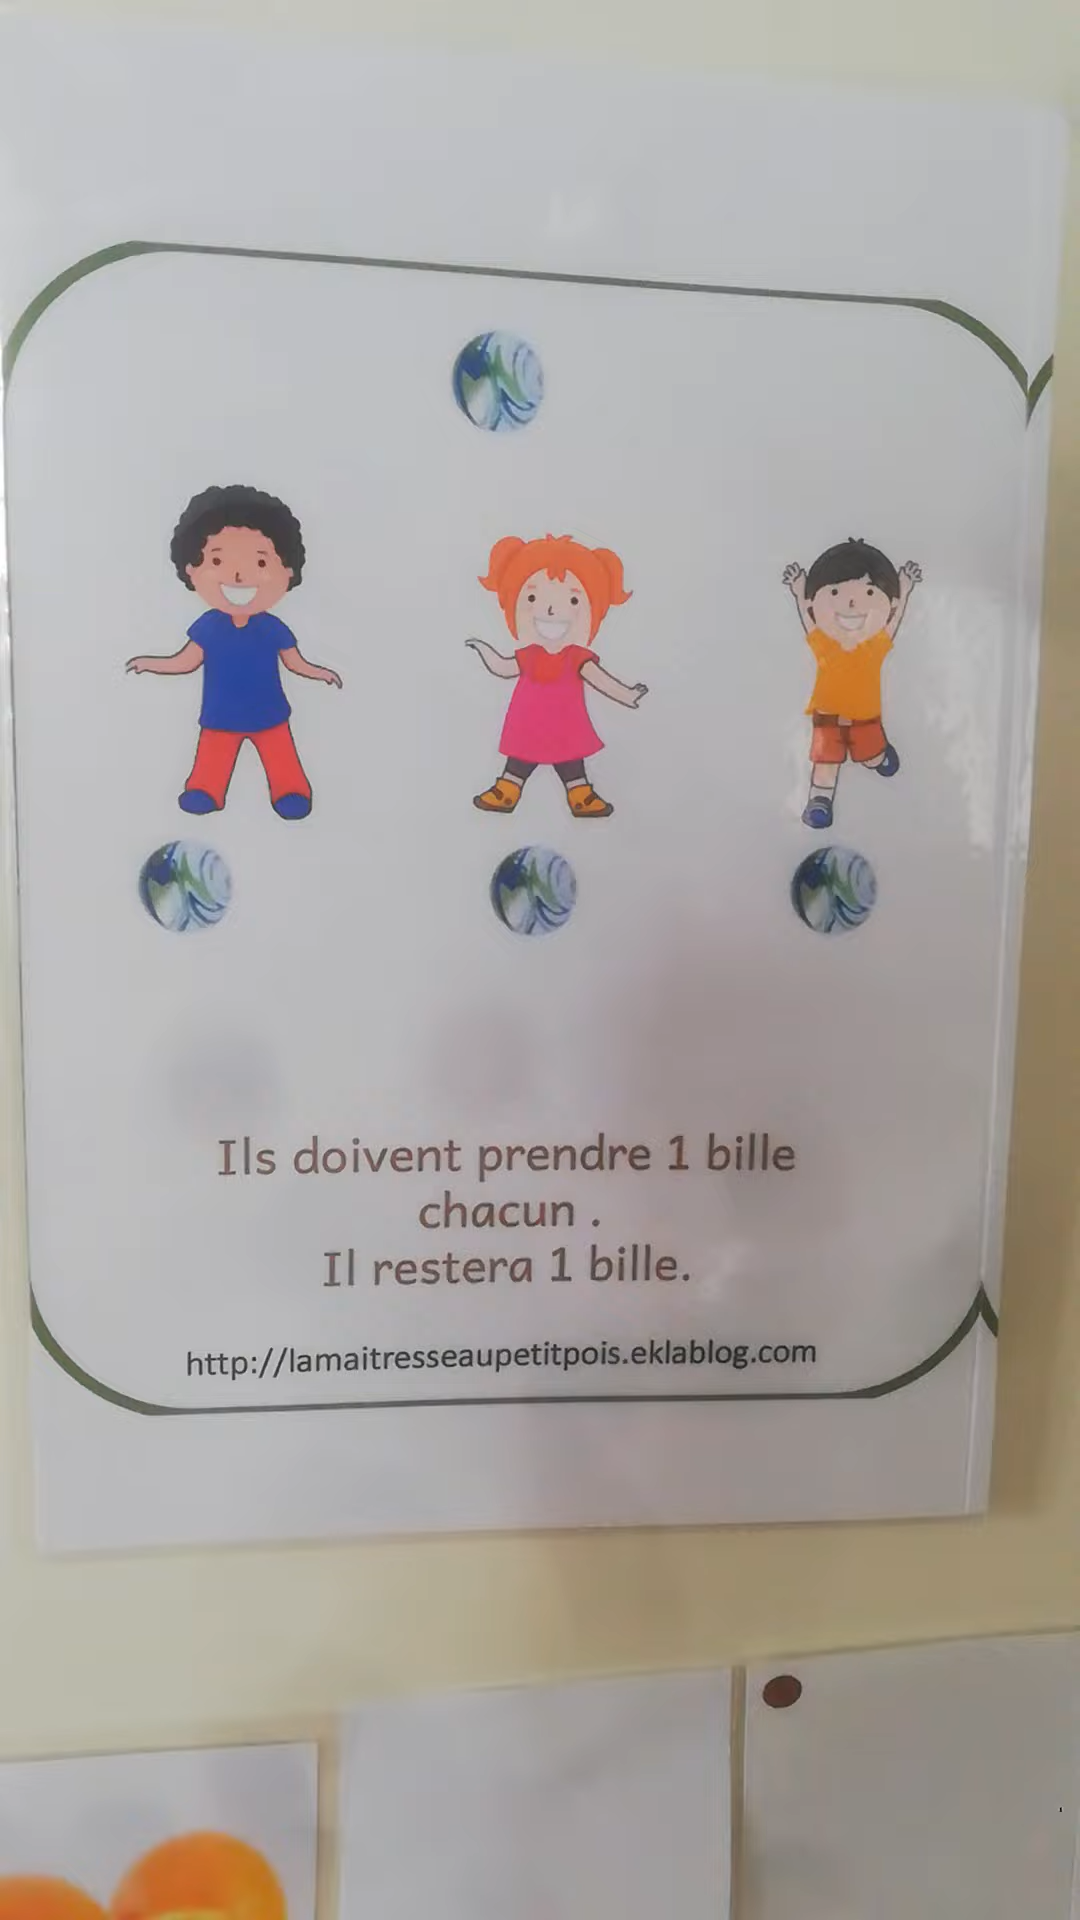 Ils doivent prendre 1 bille
chacun .
Il restera 1 bille.
http://lamaitresseaupetitpois.eklablog.com